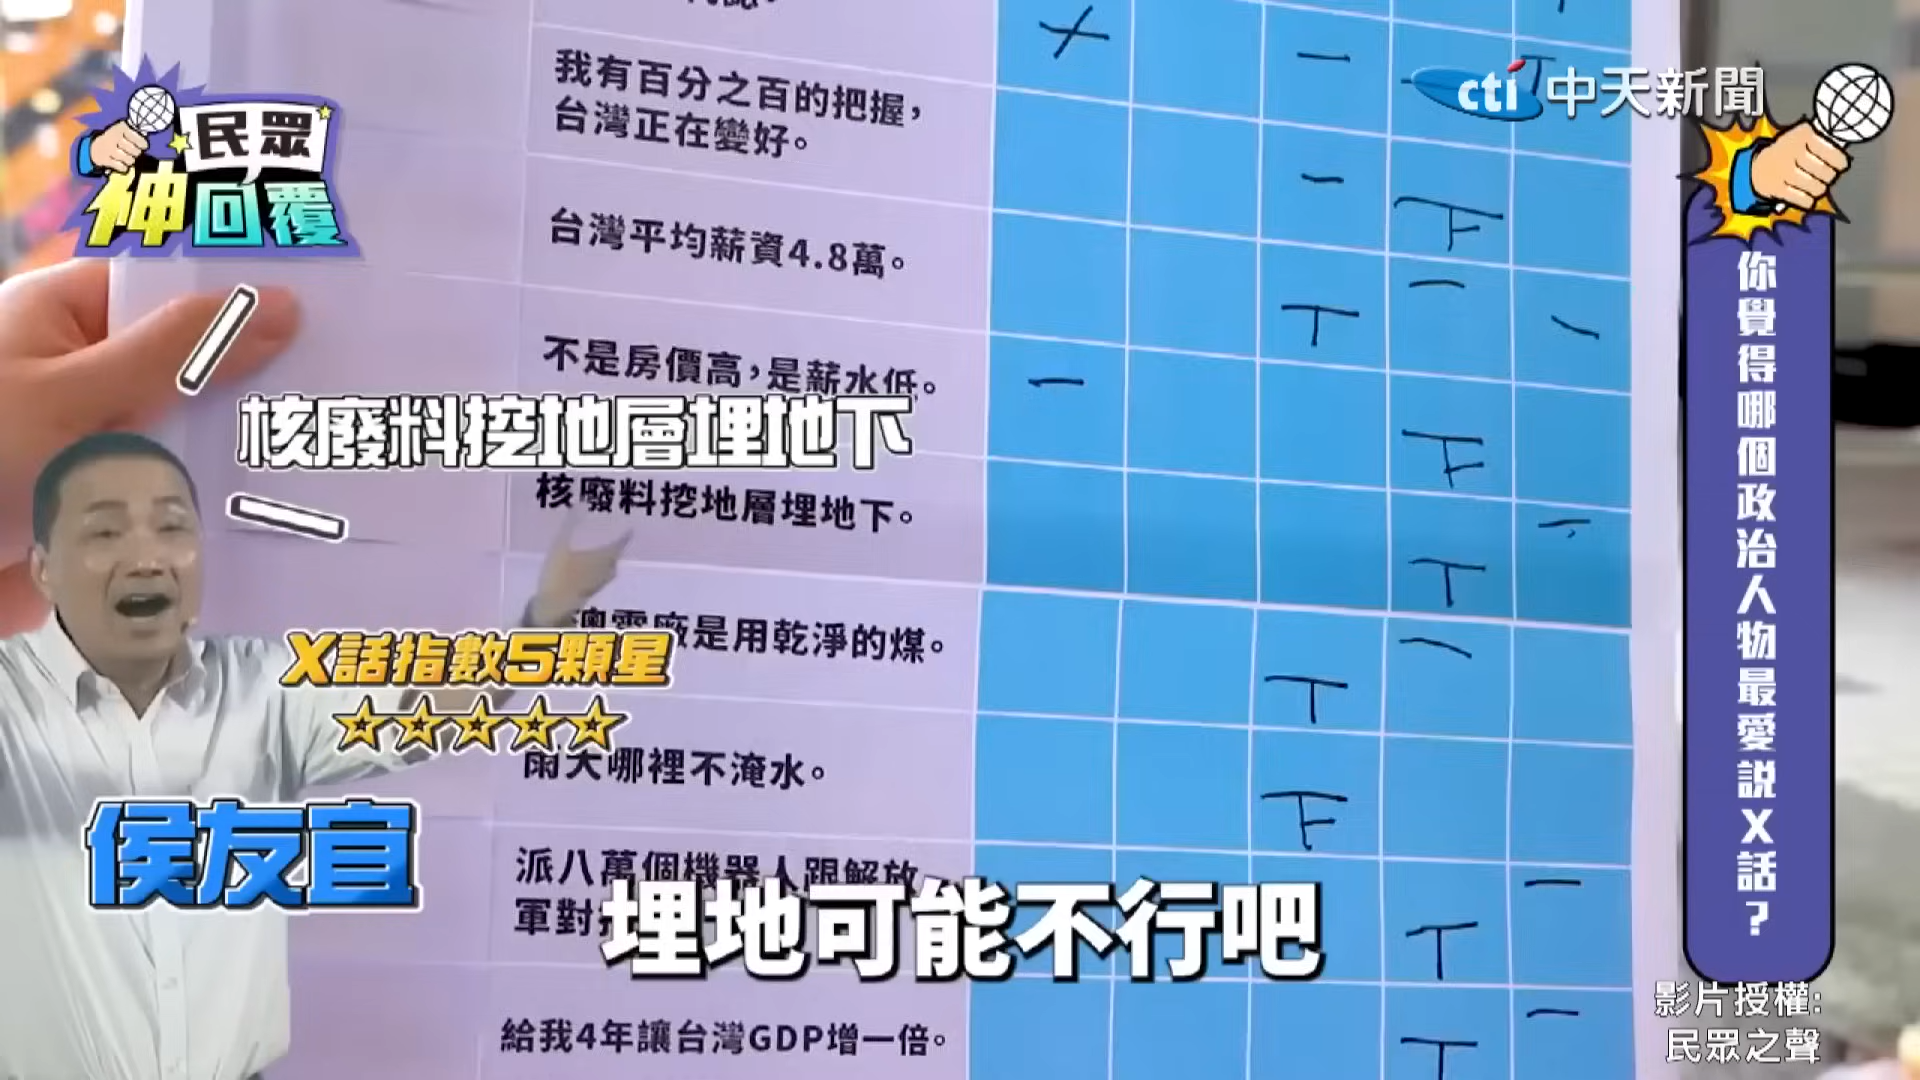 民眾
神回覆
cti 中天新聞
我有百分之百的把握，
台灣正在變好。
台灣平均薪資4.8萬。
不是房價高，是薪水低。
核廢料挖地層埋地下
核廢料挖地層埋地下。
電廠是用乾淨的煤。
X話指數5顆星
雨大哪裡不淹水。
侯友宜
派八萬個機器人跟解放
軍對
埋地可能不行吧
給我4年讓台灣GDP增一倍。
你覺得哪個政治人物最愛説X話？
影片授權:
民眾之聲